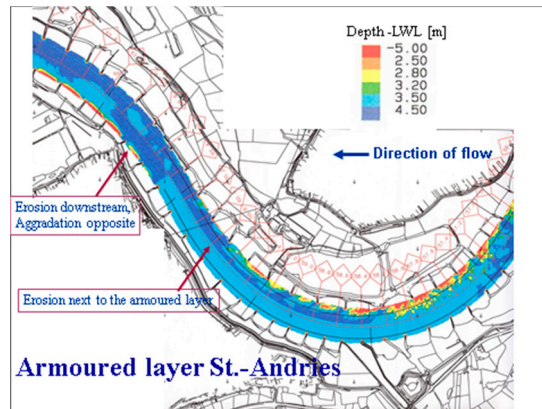 Depth -LWL [m]
-5.00
2.50
2.80
3.20
3.50
4.50
Direction of flow
Erosion downstream,
Aggradation opposite
Erosion next to the armoured layer
Armoured layer St.-Andries